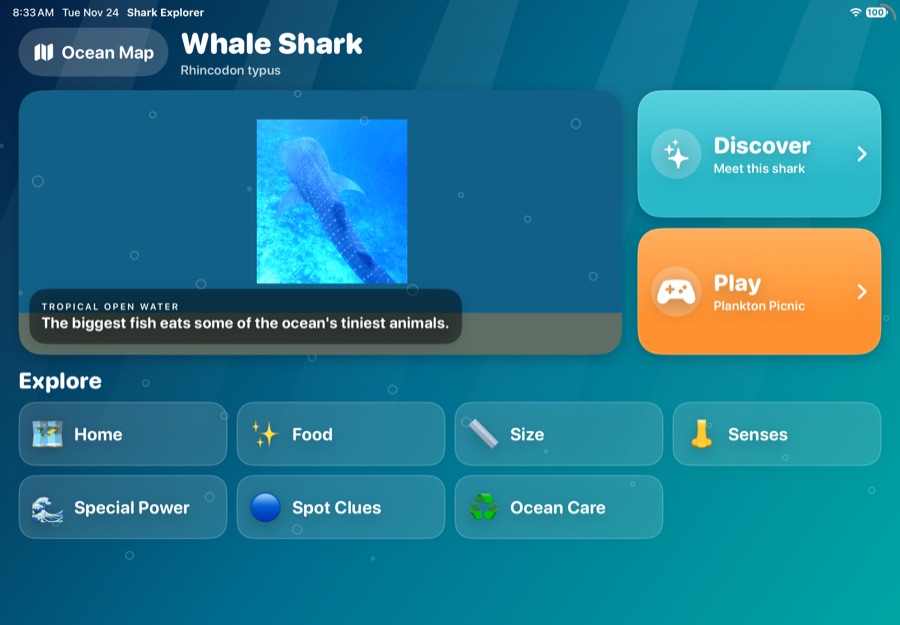 8:33 AM Tue Nov 24 Shark Explorer
100
Ocean Map
Whale Shark
Rhincodon typus
TROPICAL OPEN WATER
The biggest fish eats some of the ocean's tiniest animals.
Discover
Meet this shark
Play
Plankton Picnic
Explore
Home
Food
Size
Senses
Special Power
Spot Clues
Ocean Care